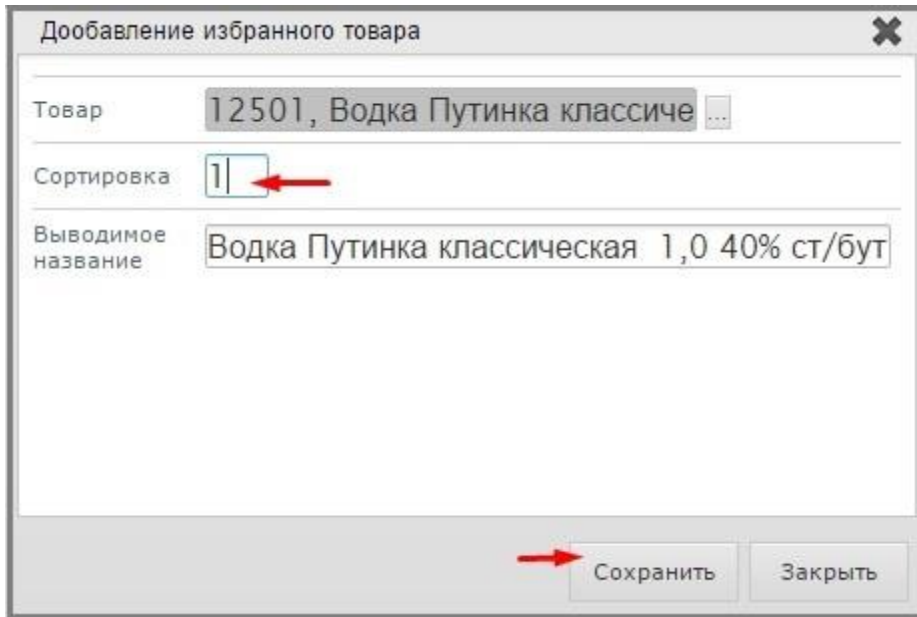 Дообавление избранного товара
Товар
12501, Водка Путинка классиче
...
Сортировка
1
Выводимое
название
Водка Путинка классическая  1,0 40% ст/бут
Сохранить
Закрыть